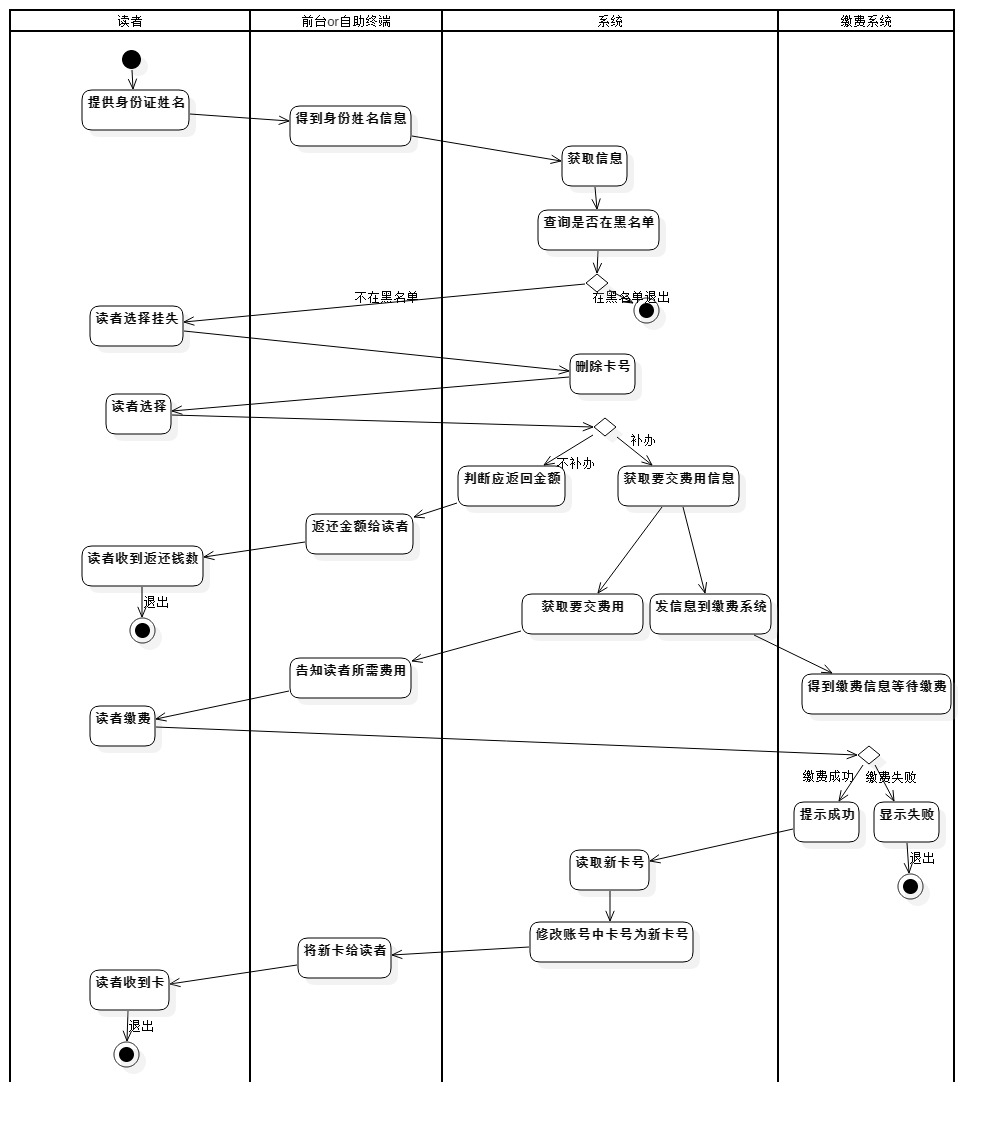 读者
前台or自助终端
系统
缴费系统
提供身份证姓名
得到身份姓名信息
获取信息
查询是否在黑名单
不在黑名单
在黑名单退出
读者选择挂失
删除卡号
读者选择
补办
不补办
判断应返回金额
获取要交费用信息
返还金额给读者
读者收到返还钱数
退出
获取要交费用
发信息到缴费系统
告知读者所需费用
得到缴费信息等待缴费
读者缴费
缴费成功
缴费失败
提示成功
显示失败
读取新卡号
退出
修改账号中卡号为新卡号
将新卡给读者
读者收到卡
退出